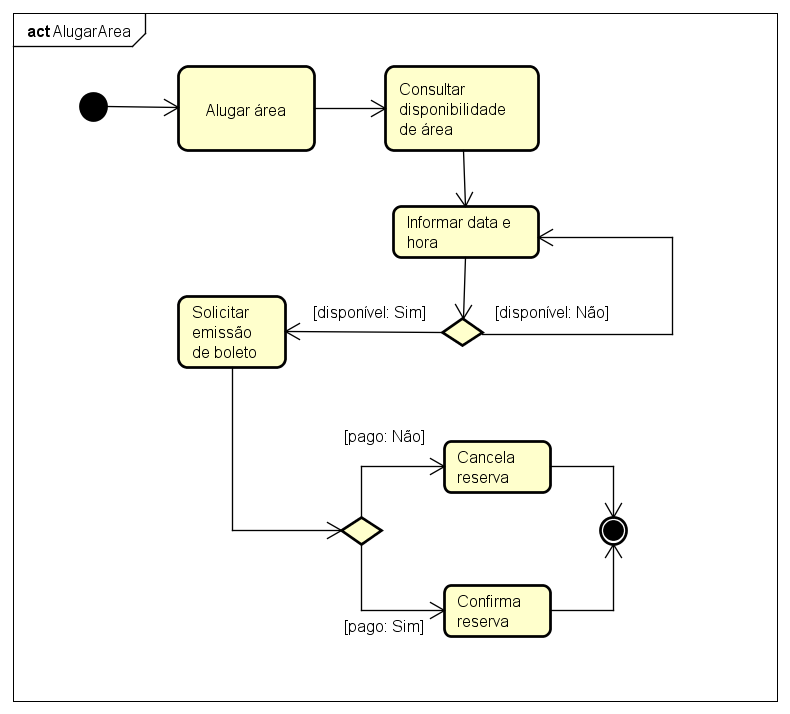 act AlugarArea
Alugar área
Consultar
disponibilidade
de área
Informar data e
hora
[disponível: Sim]
[disponível: Não]
Solicitar
emissão
de boleto
[pago: Não]
Cancela
reserva
Confirma
reserva
[pago: Sim]